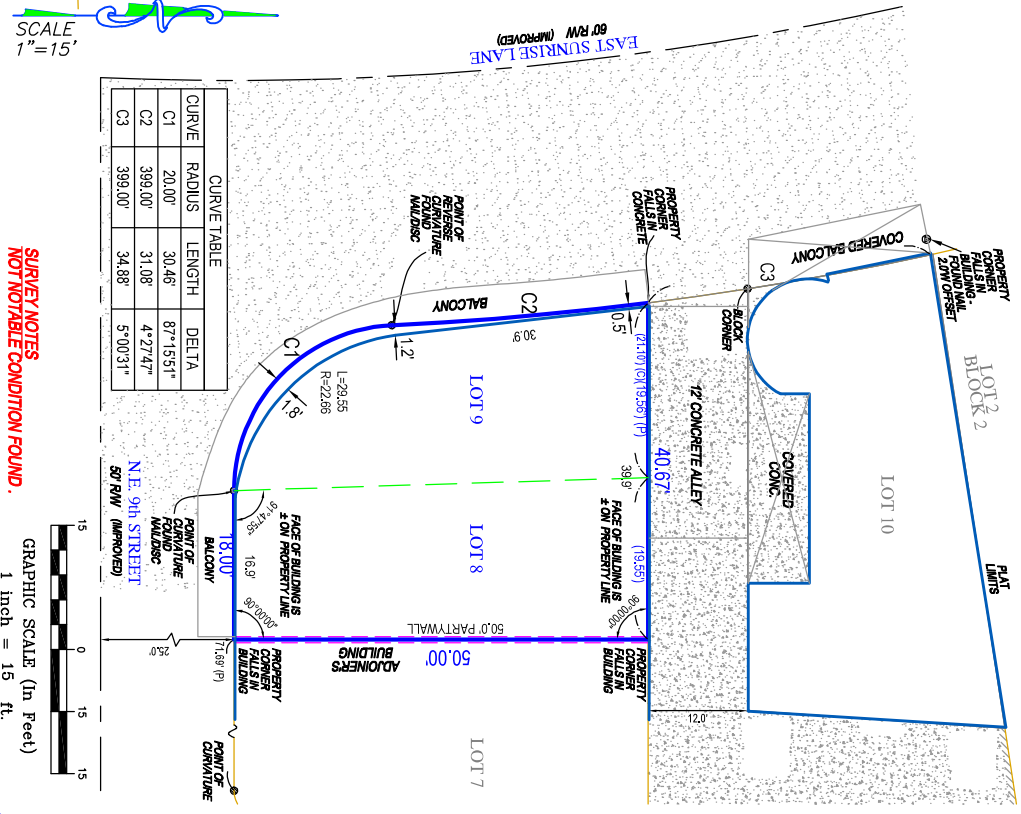 SCALE
1"=15'
EAST SUNRISE LANE
60' R/W (IMPROVED)
CURVE TABLE
CURVE RADIUS LENGTH DELTA
C1 20.00' 30.46' 87°15'51"
C2 399.00' 31.08' 4°27'47"
C3 399.00' 34.88' 5°00'31"
POINT OF
REVERSE
CURVATURE
FOUND
NAIL/DISC
PROPERTY
CORNER
FALLS IN
CONCRETE
COVERED BALCONY
C3
PROPERTY
CORNER
FALLS IN
BUILDING -
FOUND NAIL
2.0'W OFFSET
BLOCK
CORNER
LOT 2
BLOCK 2
BALCONY
C2
30.9'
0.5'
1.2'
C1
1.8'
L=29.55
R=22.66
LOT 9
(21.10') (C)(19.56') (P)
40.67'
39.9'
12' CONCRETE ALLEY
COVERED
CONC.
LOT 10
PLAT
LIMITS
SURVEY NOTES
NOT NOTABLE CONDITION FOUND .
N.E. 9th STREET
50' R/W (IMPROVED)
POINT OF
CURVATURE
FOUND
NAIL/DISC
18.00'
BALCONY
91°47'55"
16.9'
FACE OF BUILDING IS
± ON PROPERTY LINE
90°00'00"
LOT 8
FACE OF BUILDING IS
± ON PROPERTY LINE
(19.55')
90°00'00"
50.0' PARTYWALL
50.00'
ADJOINER'S
BUILDING
25.0'
71.69' (P)
PROPERTY
CORNER
FALLS IN
BUILDING
PROPERTY
CORNER
FALLS IN
BUILDING
12.0'
LOT 7
POINT OF
CURVATURE
15 0 15 15
GRAPHIC SCALE (In Feet)
1 inch = 15 ft.